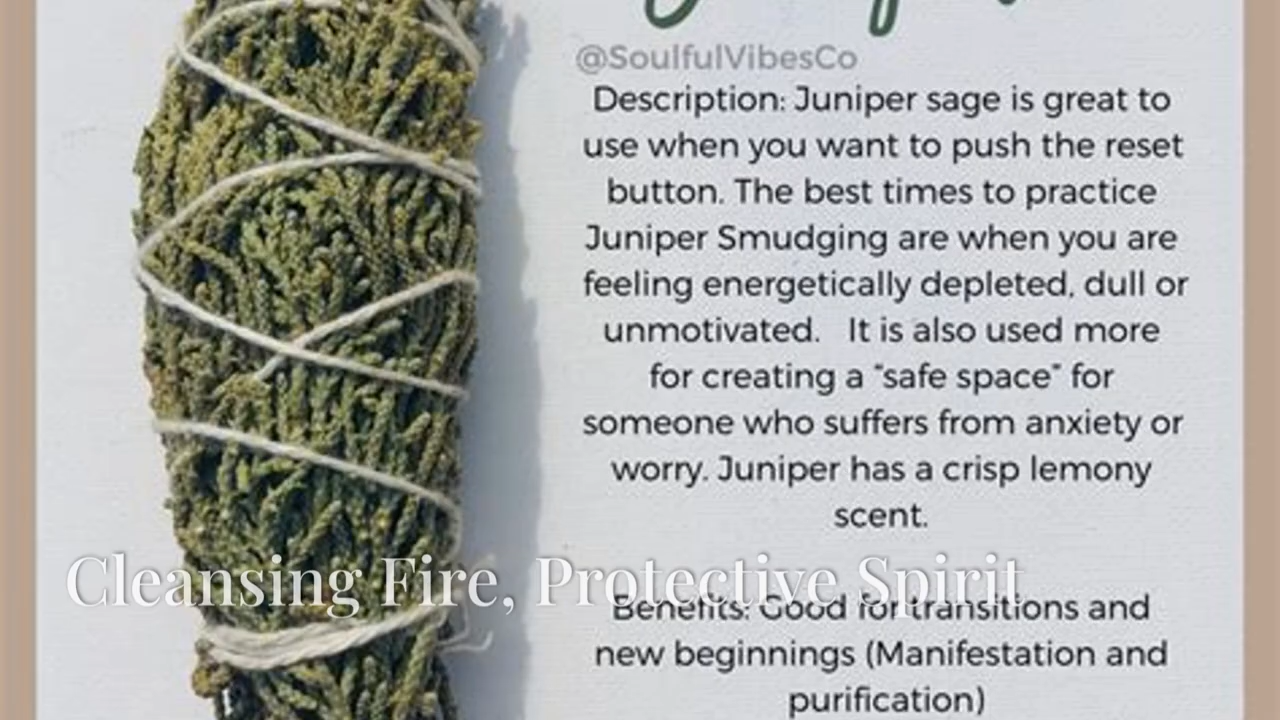 @SoulfulVibesCo
Description: Juniper sage is great to
use when you want to push the reset
button. The best times to practice
Juniper Smudging are when you are
feeling energetically depleted, dull or
unmotivated.   It is also used more
for creating a “safe space” for
someone who suffers from anxiety or
worry. Juniper has a crisp lemony
scent.
Cleansing Fire, Protective Spirit
Benefits: Good for transitions and
new beginnings (Manifestation and
purification)